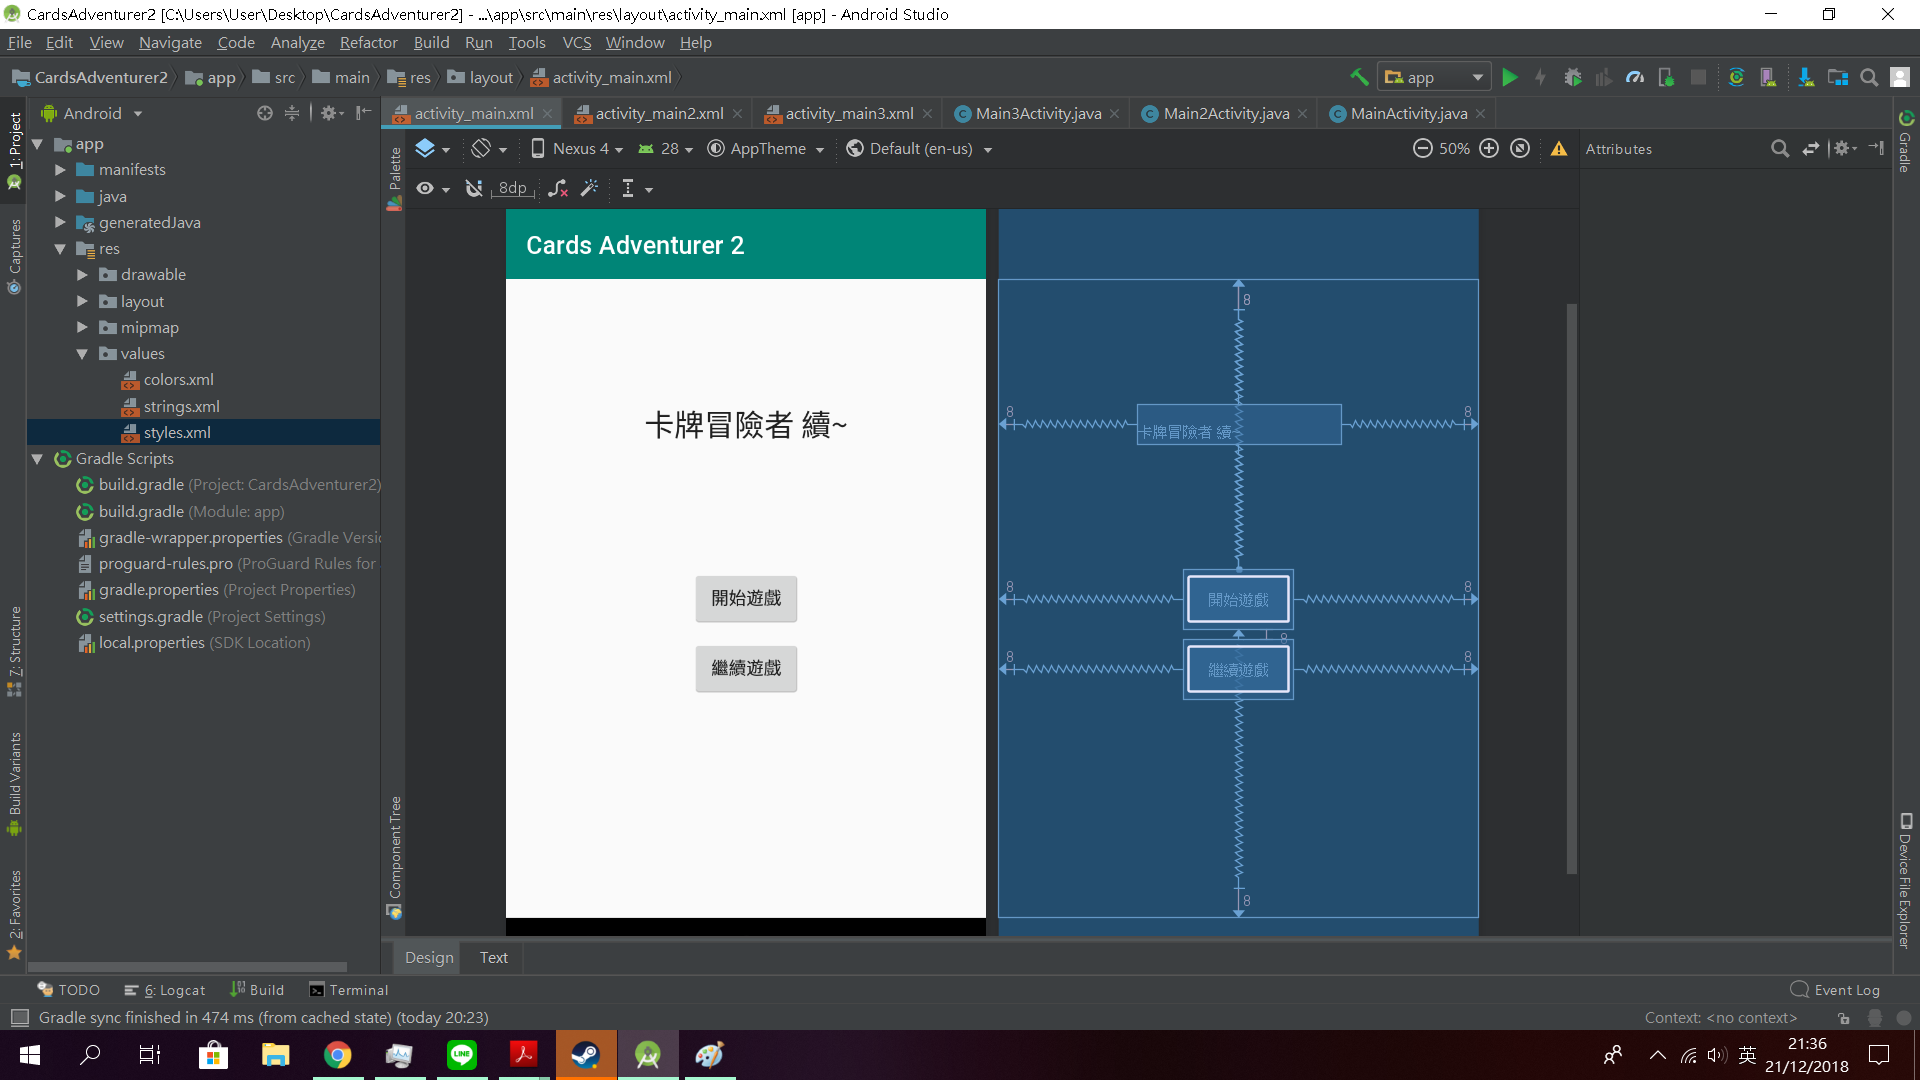 CardsAdventurer2 [C:\Users\User\Desktop\CardsAdventurer2] - ...\app\src\main\res\layout\activity_main.xml [app] - Android Studio
File Edit View Navigate Code Analyze Refactor Build Run Tools VCS Window Help
CardsAdventurer2 app src main res layout activity_main.xml
app
Android
activity_main.xml activity_main2.xml activity_main3.xml Main3Activity.java Main2Activity.java MainActivity.java
Nexus 4 28 AppTheme Default (en-us) 50% Attributes
8dp
1: Project
Captures
7: Structure
Build Variants
2: Favorites
app
manifests
java
generatedJava
res
drawable
layout
mipmap
values
colors.xml
strings.xml
styles.xml
Gradle Scripts
build.gradle (Project: CardsAdventurer2)
build.gradle (Module: app)
gradle-wrapper.properties (Gradle Versi
proguard-rules.pro (ProGuard Rules for
gradle.properties (Project Properties)
settings.gradle (Project Settings)
local.properties (SDK Location)
Palette
Component Tree
Cards Adventurer 2
卡牌冒險者 續~
開始遊戲
繼續遊戲
8
8 8
卡牌冒險者 續~
8 8
開始遊戲
8
8 8
繼續遊戲
8
Gradle
Device File Explorer
Design Text
TODO 6: Logcat Build Terminal Event Log
Gradle sync finished in 474 ms (from cached state) (today 20:23) Context: <no context>
LINE
英
21:36
21/12/2018